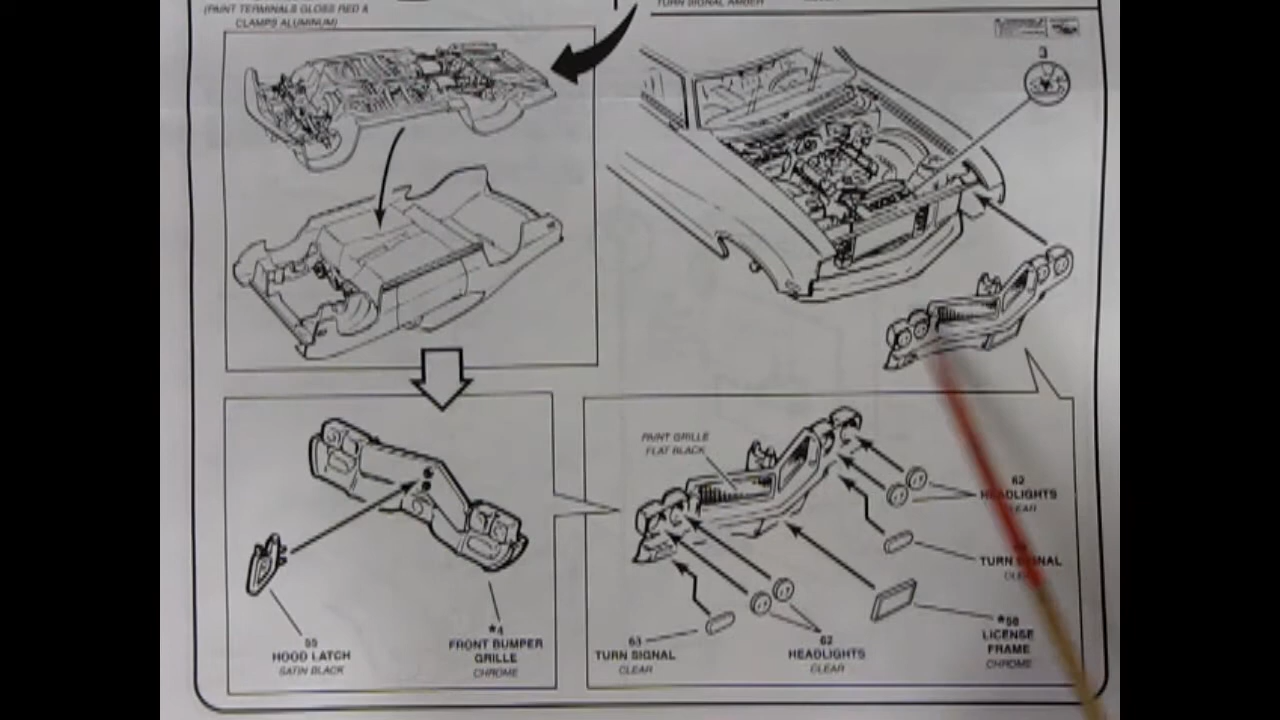 (PAINT TERMINALS GLOSS RED &
CLAMPS ALUMINUM)
TURN SIGNAL AMBER
3
PAINT GRILLE
FLAT BLACK
62
HEADLIGHTS
CLEAR
TURN SIGNAL
CLEAR
*58
LICENSE
FRAME
CHROME
55
HOOD LATCH
SATIN BLACK
*4
FRONT BUMPER
GRILLE
CHROME
63
TURN SIGNAL
CLEAR
62
HEADLIGHTS
CLEAR